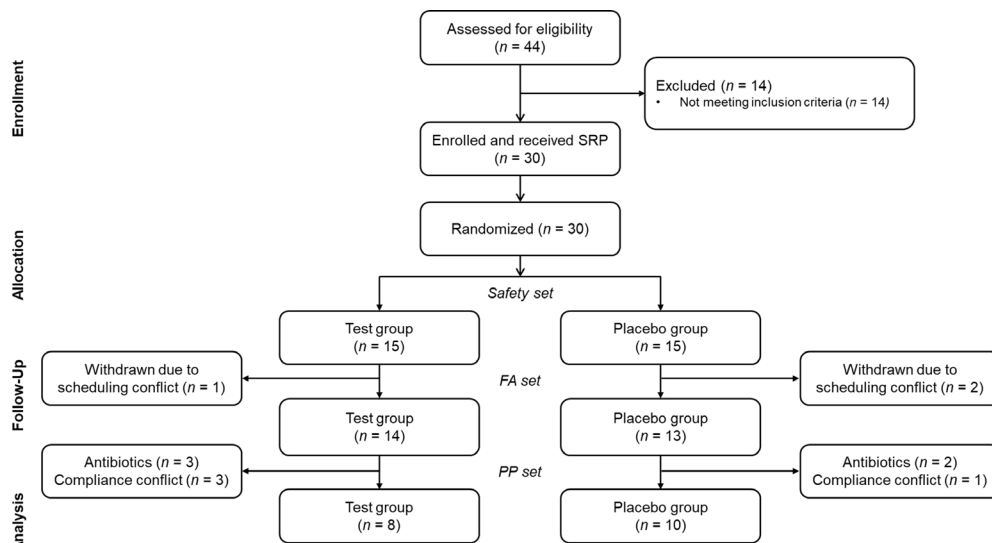 Assessed for eligibility
(n = 44)
Enrollment
Excluded (n = 14)
• Not meeting inclusion criteria (n = 14)
Enrolled and received SRP
(n = 30)
Randomized (n = 30)
Allocation
Safety set
Test group
(n = 15)
Placebo group
(n = 15)
Follow-Up
Withdrawn due to
scheduling conflict (n = 1)
FA set
Withdrawn due to
scheduling conflict (n = 2)
Test group
(n = 14)
Placebo group
(n = 13)
Antibiotics (n = 3)
Compliance conflict (n = 3)
PP set
Antibiotics (n = 2)
Compliance conflict (n = 1)
Analysis
Test group
(n = 8)
Placebo group
(n = 10)